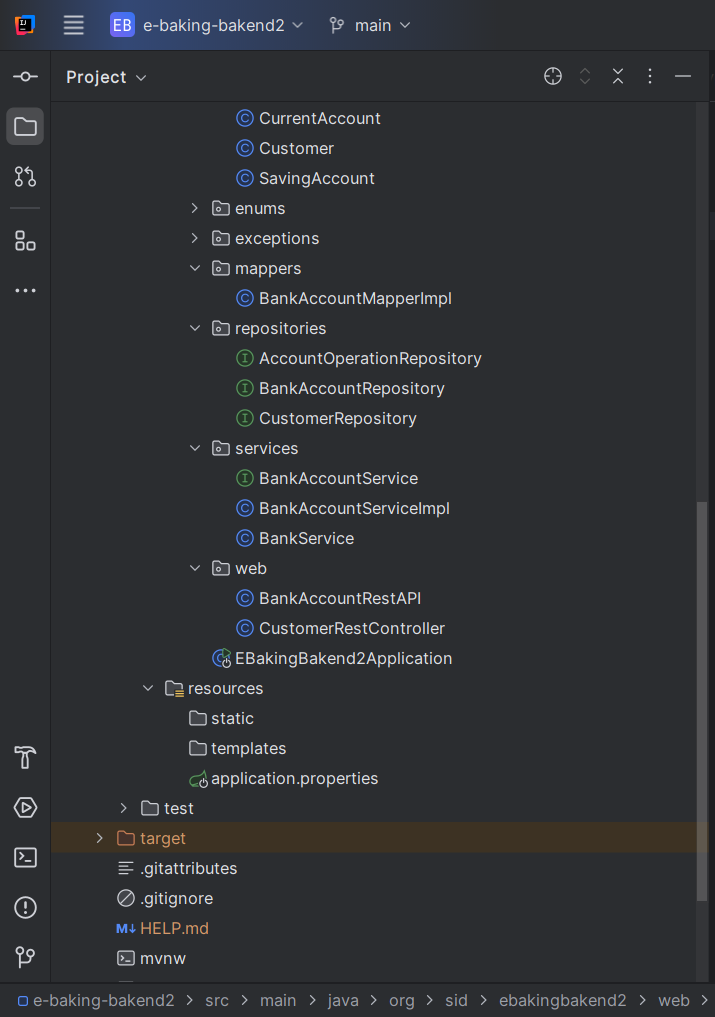 EB e-baking-bakend2 main
Project
CurrentAccount
Customer
SavingAccount
enums
exceptions
mappers
BankAccountMapperImpl
repositories
AccountOperationRepository
BankAccountRepository
CustomerRepository
services
BankAccountService
BankAccountServiceImpl
BankService
web
BankAccountRestAPI
CustomerRestController
EBakingBakend2Application
resources
static
templates
application.properties
test
target
.gitattributes
.gitignore
M↓ HELP.md
mvnw
e-baking-bakend2 > src > main > java > org > sid > ebakingbakend2 > web >